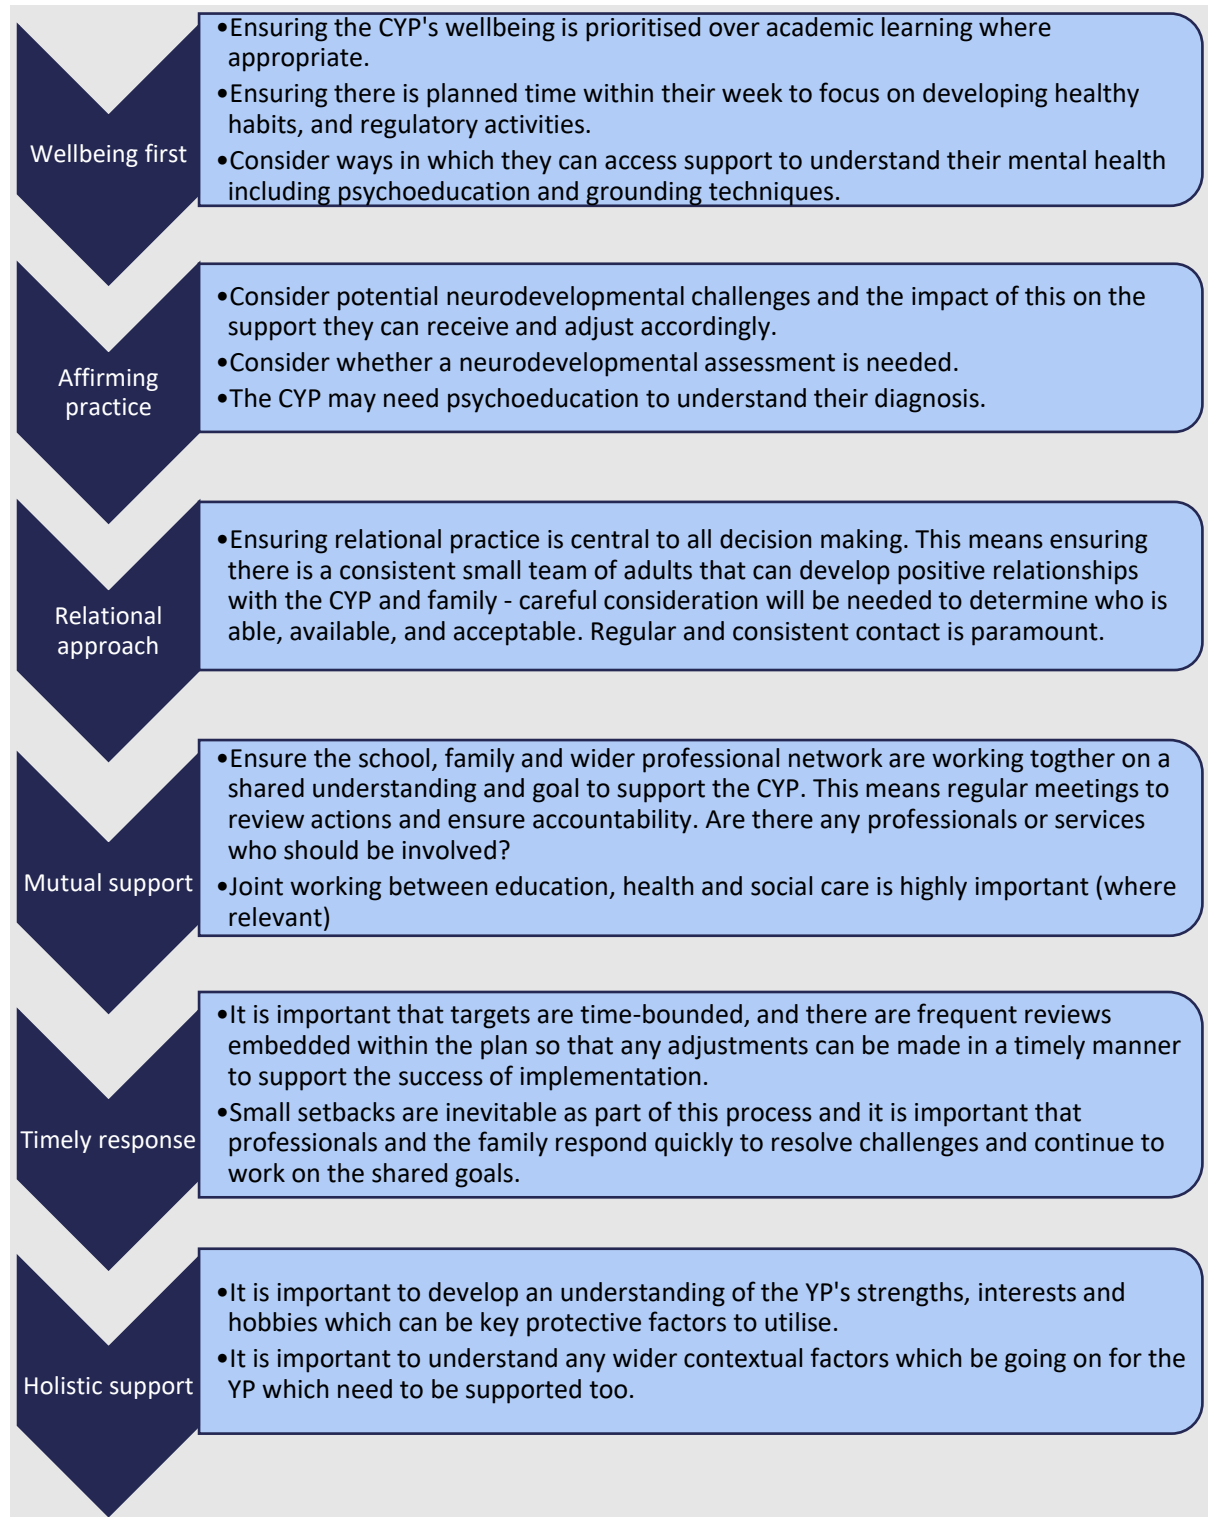 Wellbeing first
•Ensuring the CYP's wellbeing is prioritised over academic learning where
appropriate.
•Ensuring there is planned time within their week to focus on developing healthy
habits, and regulatory activities.
•Consider ways in which they can access support to understand their mental health
including psychoeducation and grounding techniques.
Affirming
practice
•Consider potential neurodevelopmental challenges and the impact of this on the
support they can receive and adjust accordingly.
•Consider whether a neurodevelopmental assessment is needed.
•The CYP may need psychoeducation to understand their diagnosis.
Relational
approach
•Ensuring relational practice is central to all decision making. This means ensuring
there is a consistent small team of adults that can develop positive relationships
with the CYP and family - careful consideration will be needed to determine who is
able, available, and acceptable. Regular and consistent contact is paramount.
Mutual support
•Ensure the school, family and wider professional network are working togther on a
shared understanding and goal to support the CYP. This means regular meetings to
review actions and ensure accountability. Are there any professionals or services
who should be involved?
•Joint working between education, health and social care is highly important (where
relevant)
Timely response
•It is important that targets are time-bounded, and there are frequent reviews
embedded within the plan so that any adjustments can be made in a timely manner
to support the success of implementation.
•Small setbacks are inevitable as part of this process and it is important that
professionals and the family respond quickly to resolve challenges and continue to
work on the shared goals.
Holistic support
•It is important to develop an understanding of the YP's strengths, interests and
hobbies which can be key protective factors to utilise.
•It is important to understand any wider contextual factors which be going on for the
YP which need to be supported too.